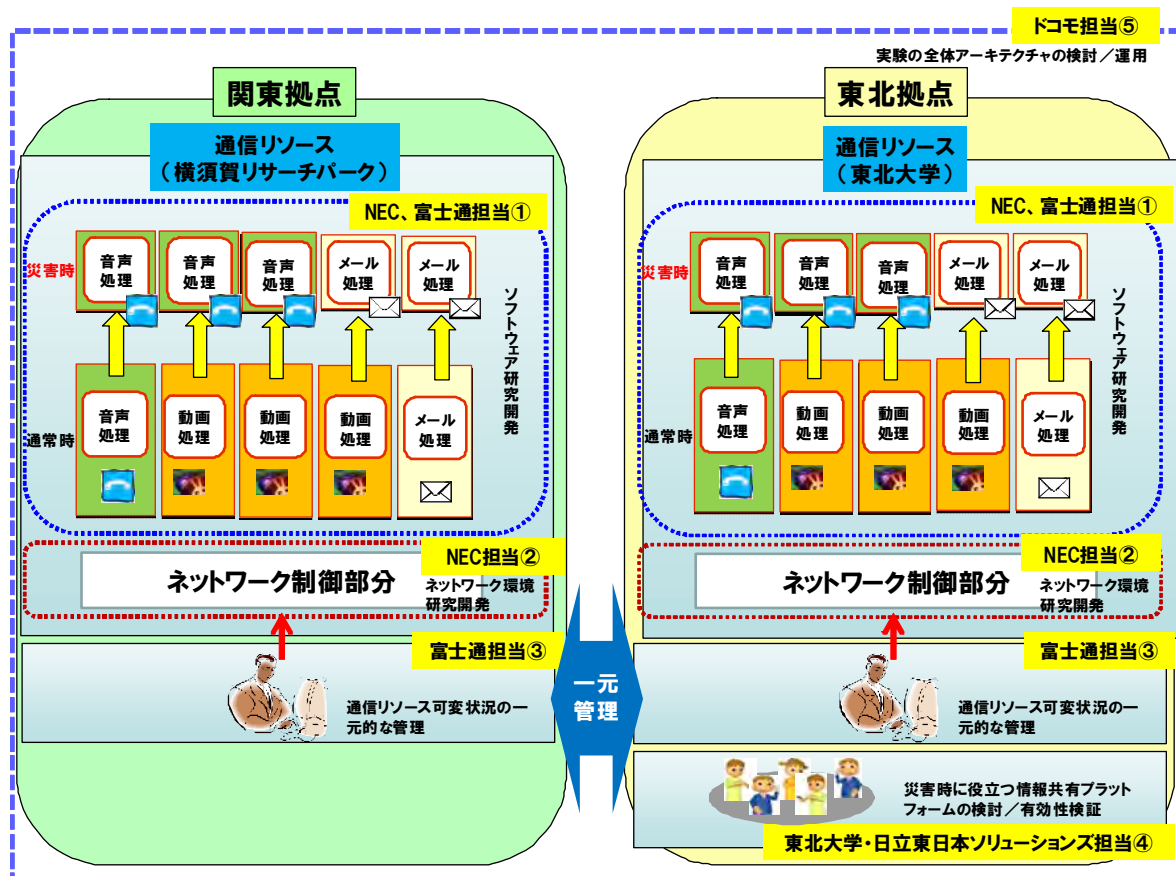 ドコモ担当⑤
実験の全体アーキテクチャの検討／運用
関東拠点
通信リソース
（横須賀リサーチパーク）
NEC、富士通担当①
災害時
音声
処理
音声
処理
音声
処理
メール
処理
メール
処理
ソフトウェア研究開発
通常時
音声
処理
動画
処理
動画
処理
動画
処理
メール
処理
NEC担当②
ネットワーク制御部分
ネットワーク環境
研究開発
富士通担当③
通信リソース可変状況の一
元的な管理
一元
管理
東北拠点
通信リソース
（東北大学）
NEC、富士通担当①
災害時
音声
処理
音声
処理
音声
処理
メール
処理
メール
処理
ソフトウェア研究開発
通常時
音声
処理
動画
処理
動画
処理
動画
処理
メール
処理
NEC担当②
ネットワーク制御部分
ネットワーク環境
研究開発
富士通担当③
通信リソース可変状況の一
元的な管理
災害時に役立つ情報共有プラット
フォームの検討／有効性検証
東北大学・日立東日本ソリューションズ担当④